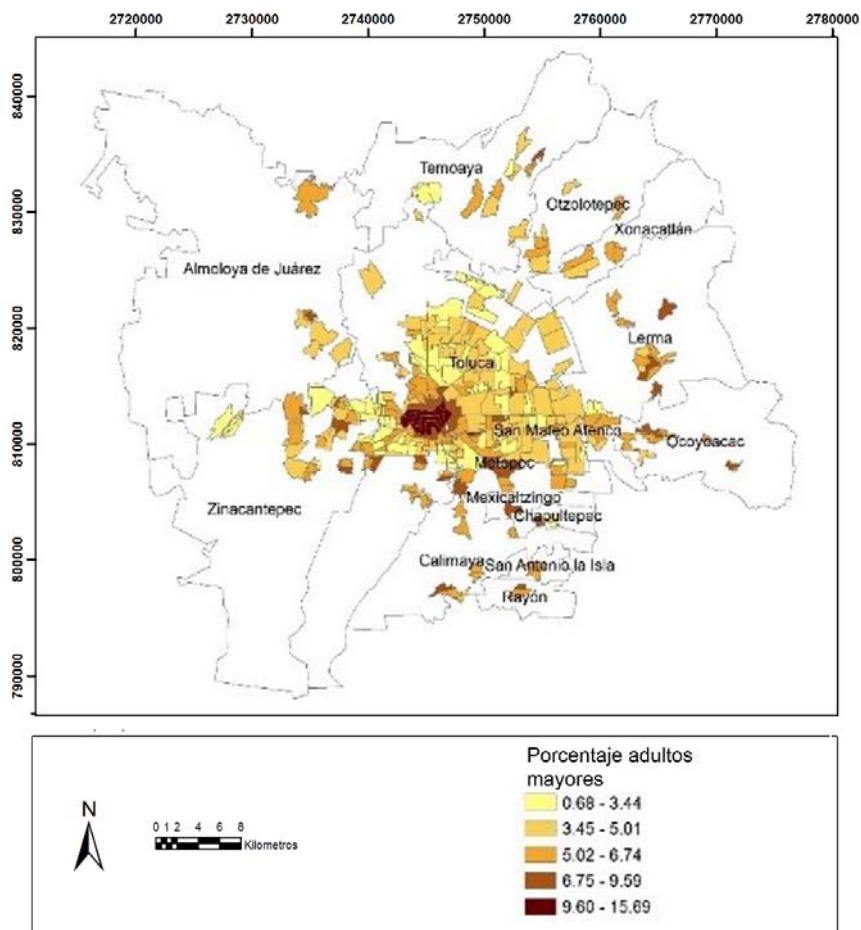 2720000 2730000 2740000 2750000 2760000 2770000 2780000
840000
830000
820000
810000
800000
790000
Temoaya
Otzolotepec
Xonacatlán
Almoloya de Juárez
Lerma
Toluca
San Mateo Atenco
Ocoyoacac
Metepec
Mexicaltzingo
Zinacantepec
Chapultepec
Calimaya
San Antonio la Isla
Rayón
Porcentaje adultos
mayores
N
0 1 2 4 6 8
Kilometros
0.68 - 3.44
3.45 - 5.01
5.02 - 6.74
6.75 - 9.59
9.60 - 15.69